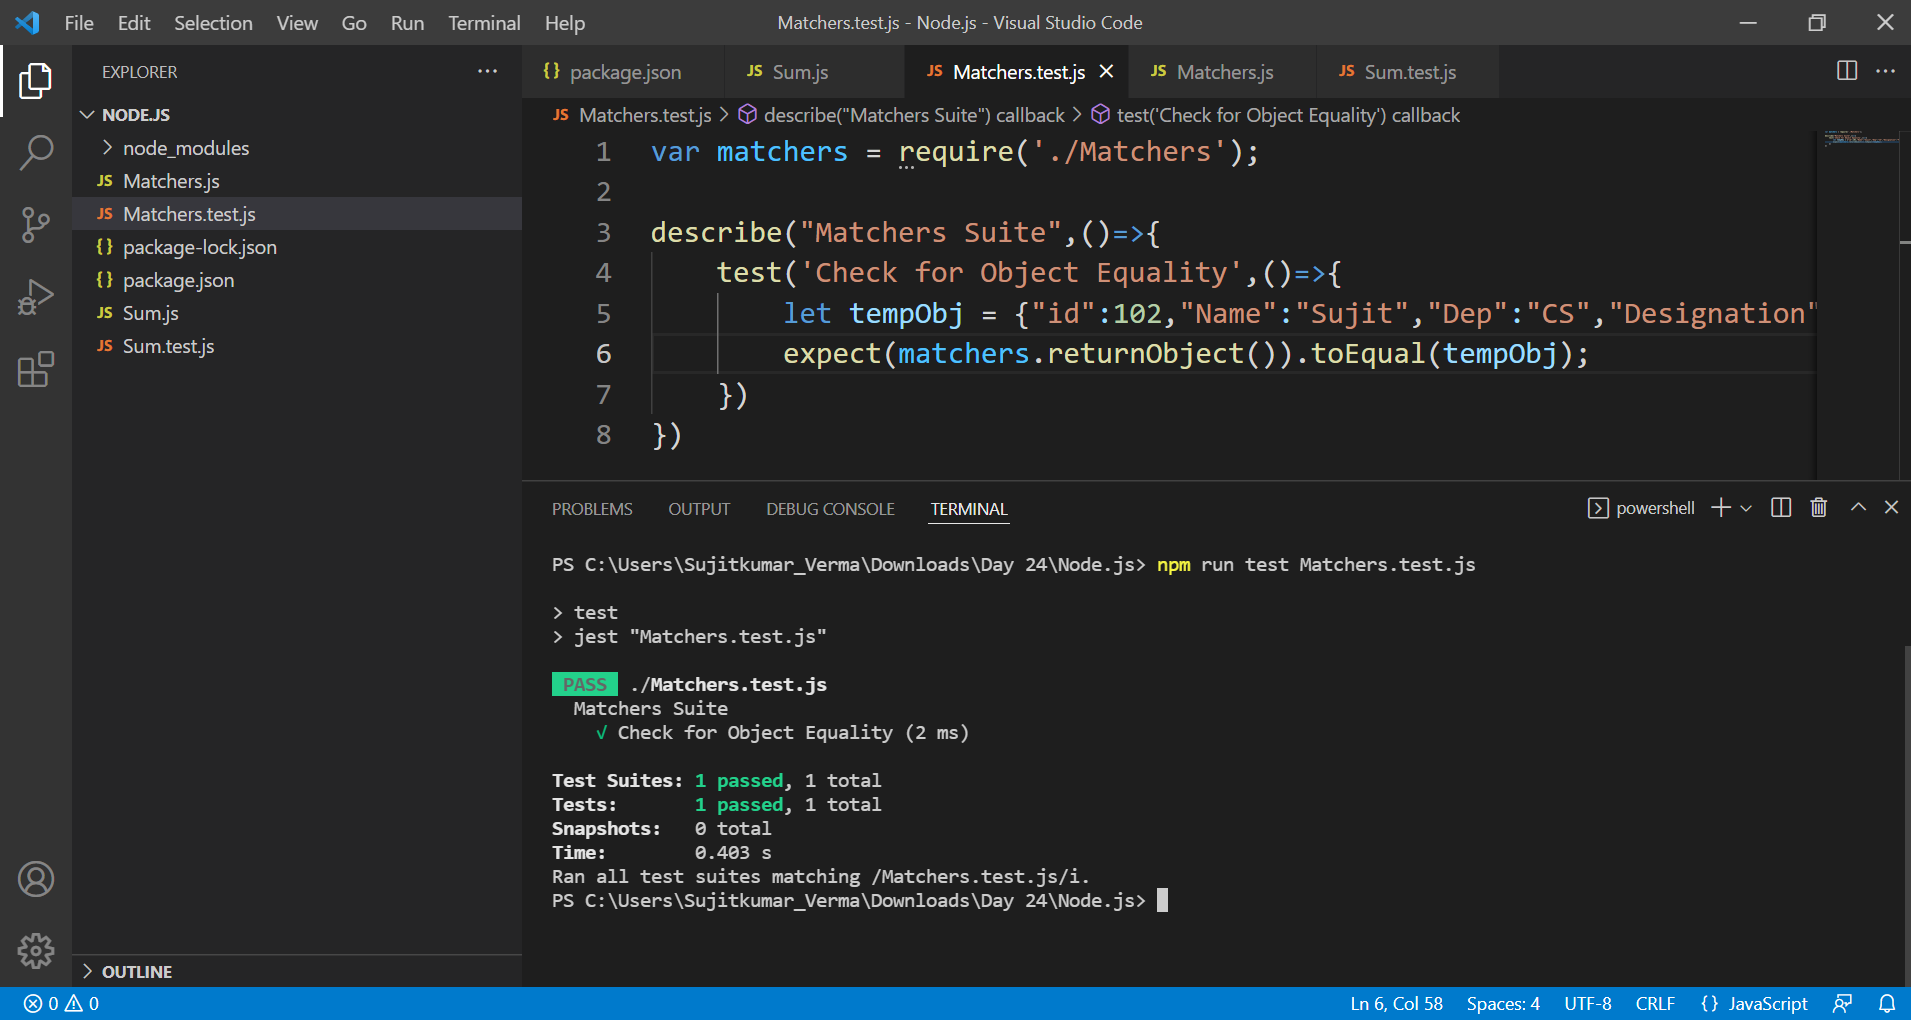 File Edit Selection View Go Run Terminal Help Matchers.test.js - Node.js - Visual Studio Code
EXPLORER
NODE.JS
node_modules
JS Matchers.js
JS Matchers.test.js
{} package-lock.json
{} package.json
JS Sum.js
JS Sum.test.js
OUTLINE
{} package.json JS Sum.js JS Matchers.test.js JS Matchers.js JS Sum.test.js
JS Matchers.test.js > describe("Matchers Suite") callback > test('Check for Object Equality') callback
1 var matchers = require('./Matchers');
2
3 describe("Matchers Suite",()=>{
4 test('Check for Object Equality',()=>{
5 let tempObj = {"id":102,"Name":"Sujit","Dep":"CS","Designation"
6 expect(matchers.returnObject()).toEqual(tempObj);
7 })
8 })
PROBLEMS OUTPUT DEBUG CONSOLE TERMINAL powershell
PS C:\Users\Sujitkumar_Verma\Downloads\Day 24\Node.js> npm run test Matchers.test.js
> test
> jest "Matchers.test.js"
PASS ./Matchers.test.js
Matchers Suite
√ Check for Object Equality (2 ms)
Test Suites: 1 passed, 1 total
Tests: 1 passed, 1 total
Snapshots: 0 total
Time: 0.403 s
Ran all test suites matching /Matchers.test.js/i.
PS C:\Users\Sujitkumar_Verma\Downloads\Day 24\Node.js>
0 0 Ln 6, Col 58 Spaces: 4 UTF-8 CRLF {} JavaScript